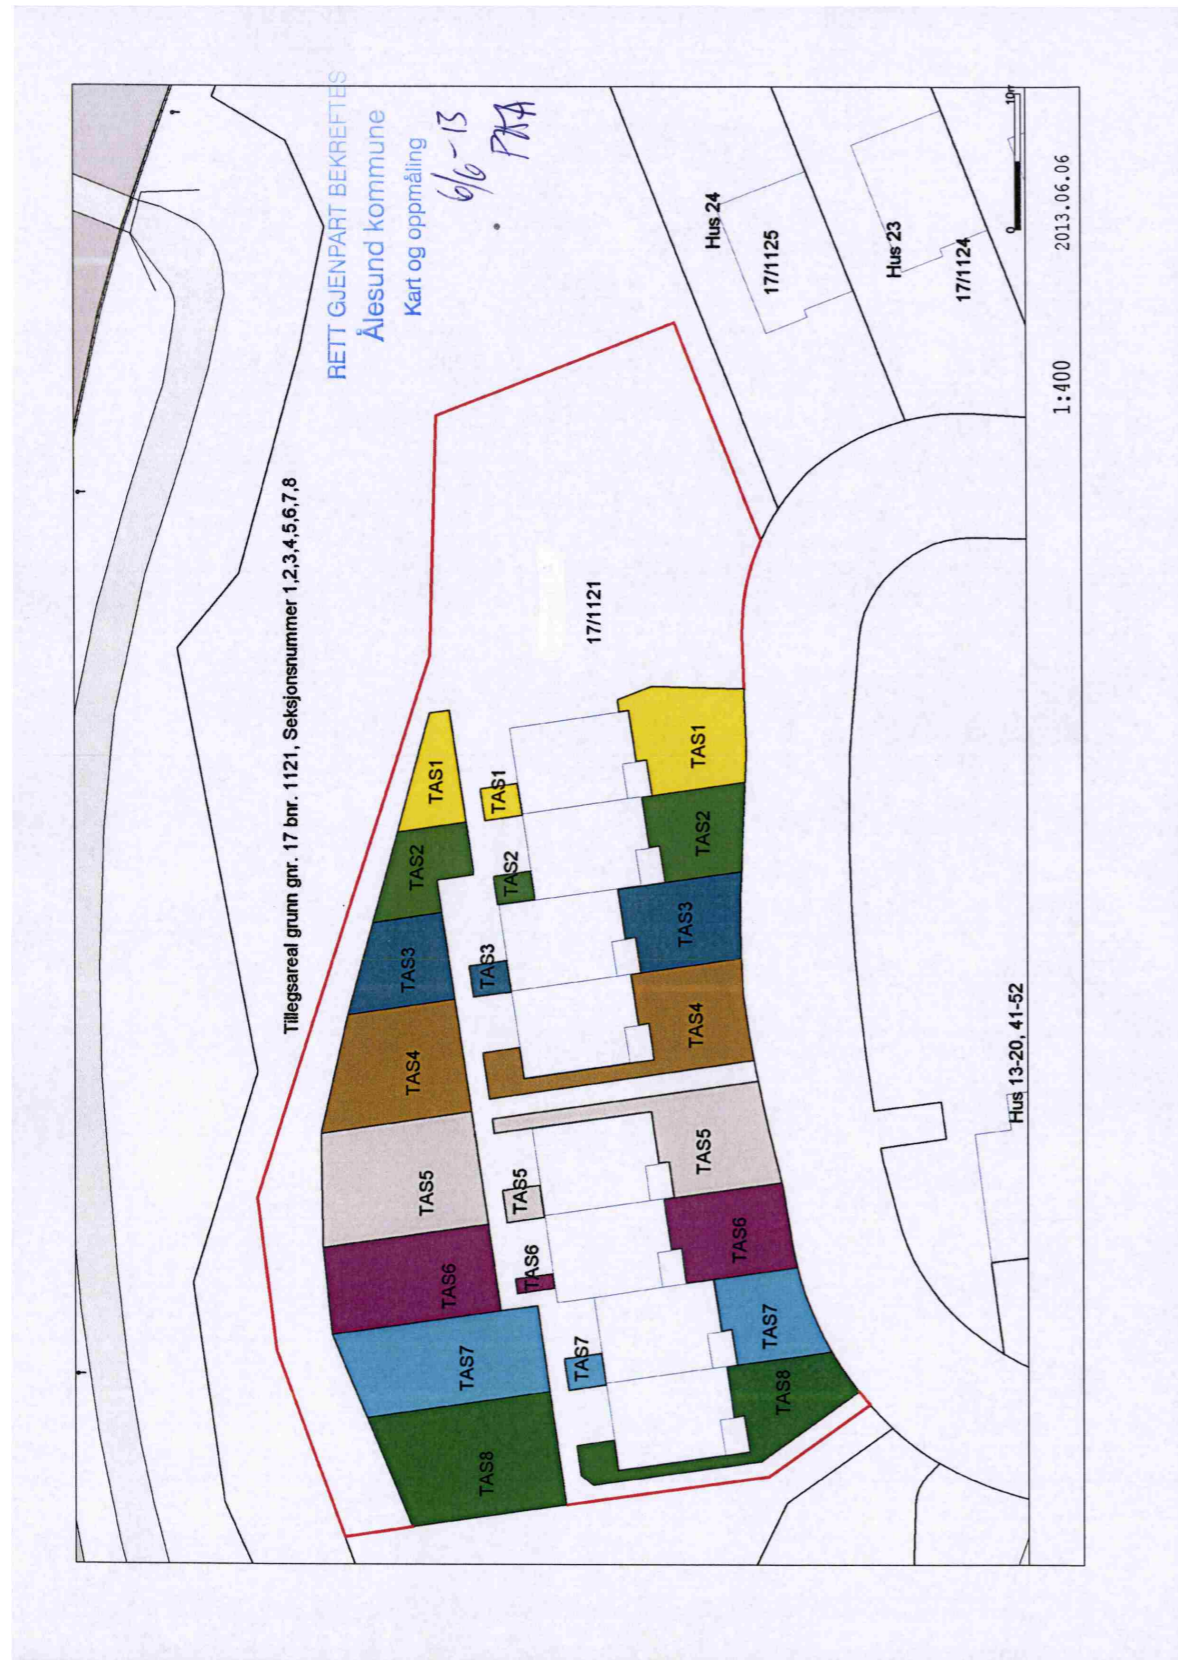 RETT GJENPART BEKREFTES
Ålesund kommune
Kart og oppmåling
6/6-13
Tillegsareal grunn gnr. 17 bnr. 1121, Seksjonsnummer 1,2,3,4,5,6,7,8
TAS8
TAS7
TAS6
TAS5
TAS4
TAS3
TAS2
TAS1
TAS7
TAS6
TAS5
TAS3
TAS2
TAS1
17/1121
TAS8
TAS7
TAS6
TAS5
TAS4
TAS3
TAS2
TAS1
Hus 24
17/1125
Hus 23
17/1124
Hus 13-20, 41-52
0
10m
1:400
2013.06.06